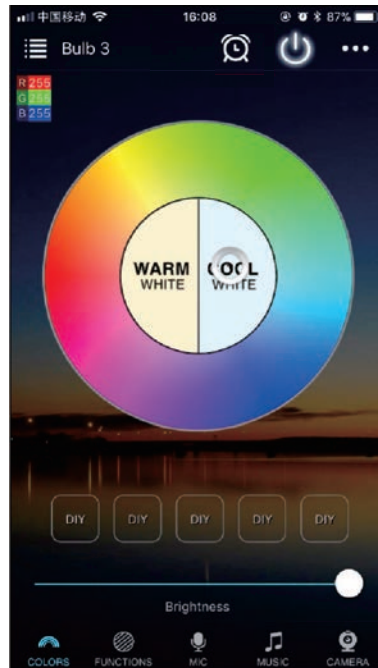 中国移动 16:08 87%
Bulb 3
R 255
G 255
B 255
WARM COOL
WHITE WHITE
DIY DIY DIY DIY DIY
Brightness
COLORS FUNCTIONS MIC MUSIC CAMERA